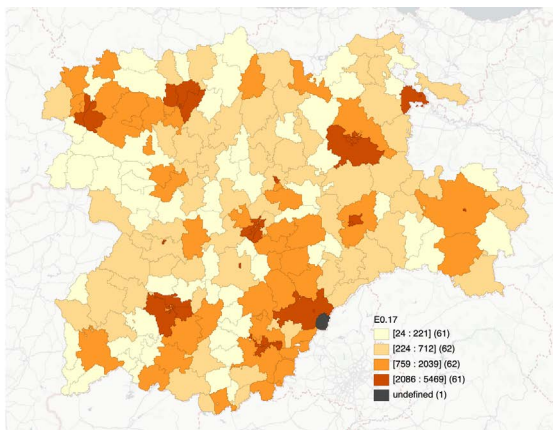 E0.17
[24 : 221] (61)
[224 : 712] (62)
[759 : 2039] (62)
[2086 : 5469] (61)
undefined (1)